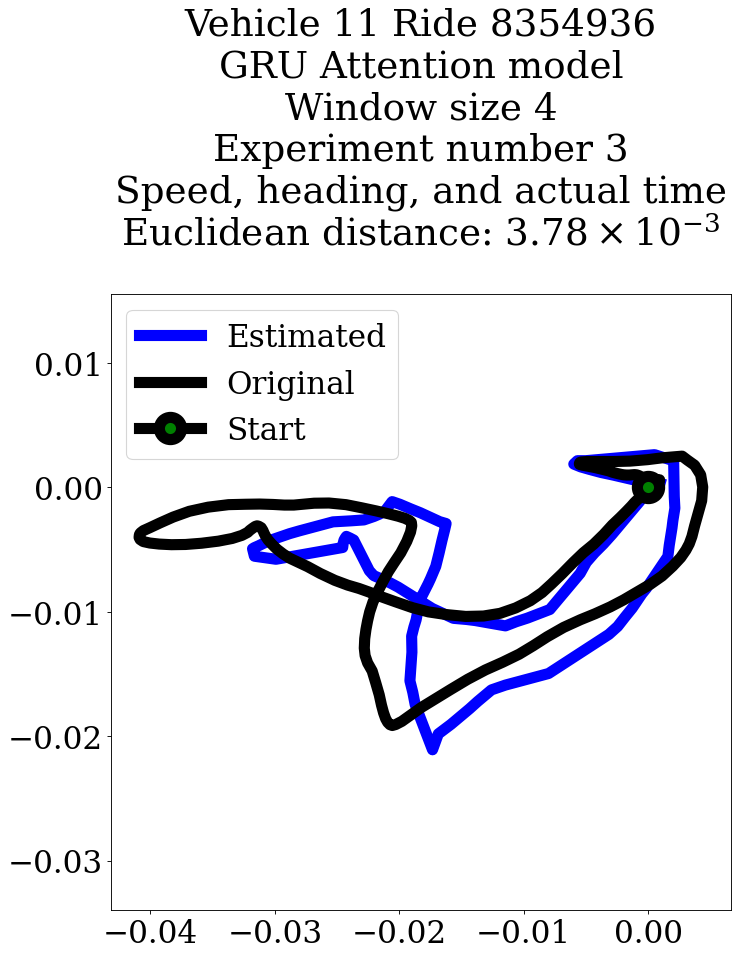 Vehicle 11 Ride 8354936
GRU Attention model
Window size 4
Experiment number 3
Speed, heading, and actual time
Euclidean distance: 3.78 × 10⁻³
Estimated
Original
Start
0.01
0.00
−0.01
−0.02
−0.03
−0.04 −0.03 −0.02 −0.01 0.00